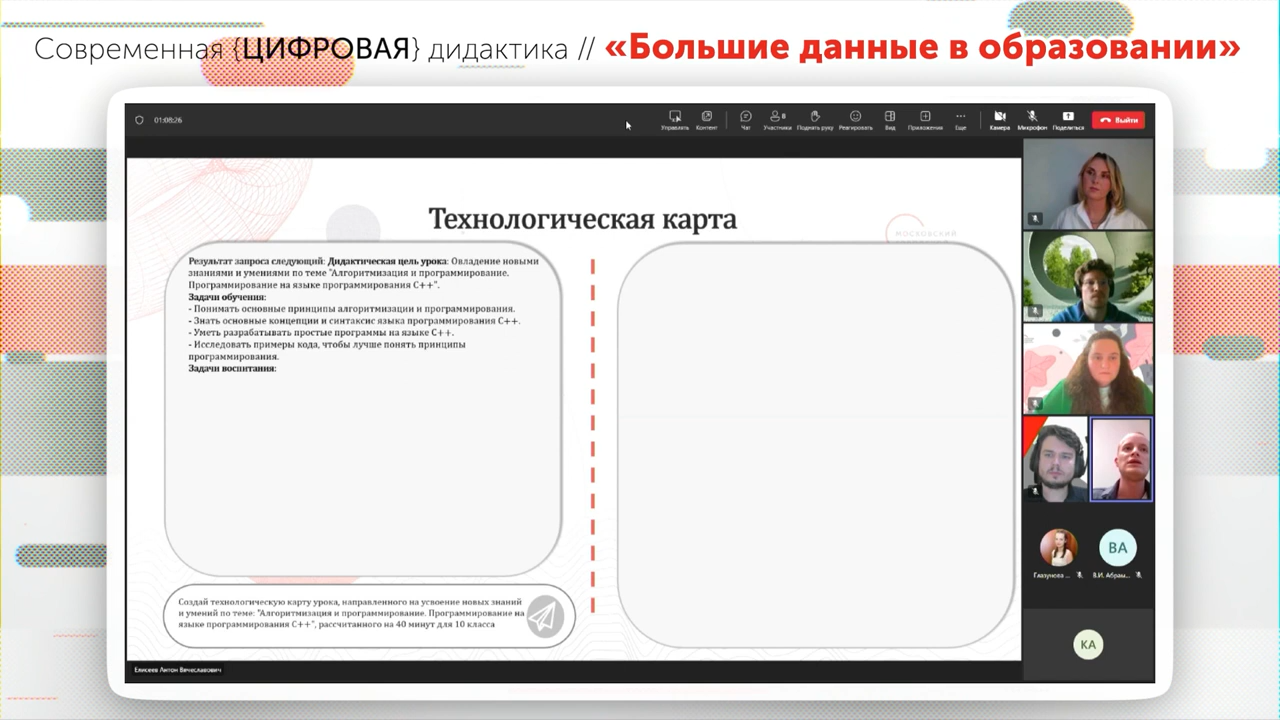 Современная {ЦИФРОВАЯ} дидактика // «Большие данные в образовании»
01:08:26
Управлять Контент Чат Участники 8 Поднять руку Реагировать Вид Приложения Еще Камера Микрофон Поделиться Выйти
Технологическая карта
МОСКОВСКИЙ
Результат запроса следующий: Дидактическая цель урока: Овладение новыми
знаниями и умениями по теме "Алгоритмизация и программирование.
Программирование на языке программирования С++".
Задачи обучения:
- Понимать основные принципы алгоритмизации и программирования.
- Знать основные концепции и синтаксис языка программирования С++.
- Уметь разрабатывать простые программы на языке С++.
- Исследовать примеры кода, чтобы лучше понять принципы
программирования.
Задачи воспитания:
Создай технологическую карту урока, направленного на усвоение новых знаний
и умений по теме: "Алгоритмизация и программирование. Программирование на
языке программирования С++", рассчитанного на 40 минут для 10 класса
ВА
Глазунова ... В.И. Абрам...
КА
Елисеев Антон Вячеславович